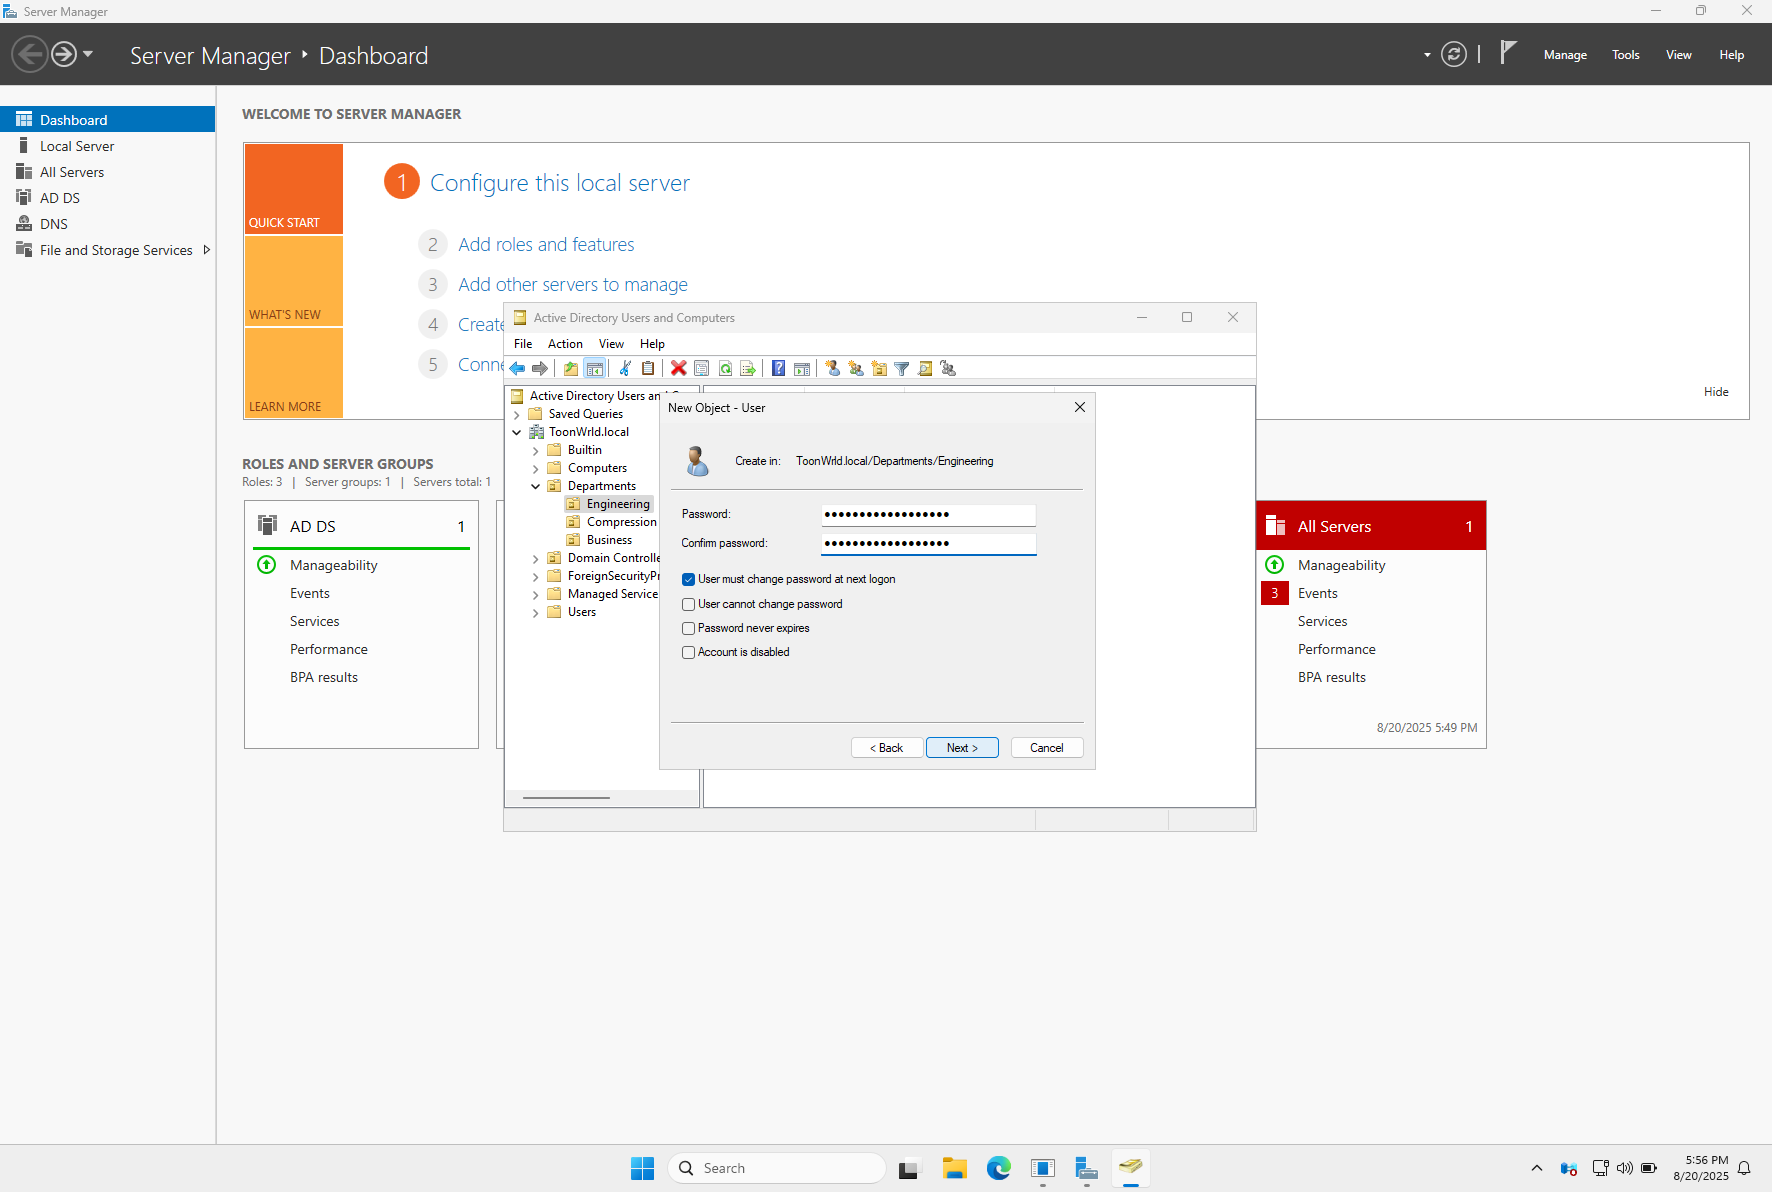 Server Manager
Server Manager ‣ Dashboard
Manage
Tools
View
Help
Dashboard
Local Server
All Servers
AD DS
DNS
File and Storage Services
WELCOME TO SERVER MANAGER
QUICK START
WHAT'S NEW
LEARN MORE
1 Configure this local server
2 Add roles and features
3 Add other servers to manage
4 Create
5 Conne
Hide
ROLES AND SERVER GROUPS
Roles: 3 | Server groups: 1 | Servers total: 1
AD DS 1
Manageability
Events
Services
Performance
BPA results
Active Directory Users and Computers
File Action View Help
Active Directory Users and C
Saved Queries
ToonWrld.local
Builtin
Computers
Departments
Engineering
Compression
Business
Domain Controlle
ForeignSecurityPr
Managed Service
Users
New Object - User
Create in: ToonWrld.local/Departments/Engineering
Password: ••••••••••••••••••
Confirm password: ••••••••••••••••••
User must change password at next logon
User cannot change password
Password never expires
Account is disabled
< Back
Next >
Cancel
All Servers 1
Manageability
3 Events
Services
Performance
BPA results
8/20/2025 5:49 PM
Search
5:56 PM
8/20/2025